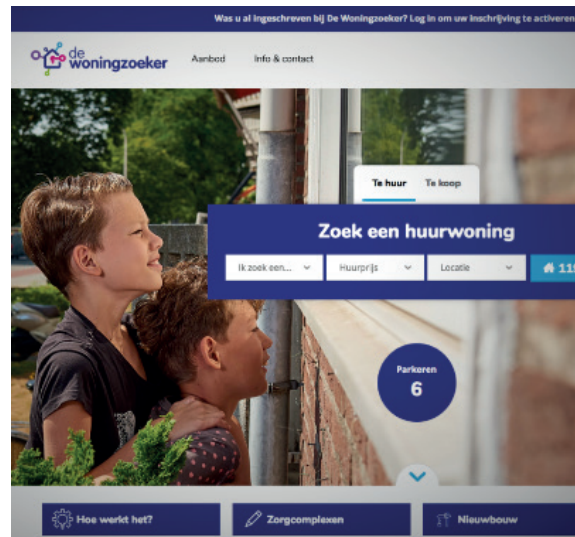 Was u al ingeschreven bij De Woningzoeker? Log in om uw inschrijving te activeren
de
woningzoeker
Aanbod Info & contact
Te huur Te koop
Zoek een huurwoning
Ik zoek een... Huurprijs Locatie
Parkeren
6
Hoe werkt het? Zorgcomplexen Nieuwbouw